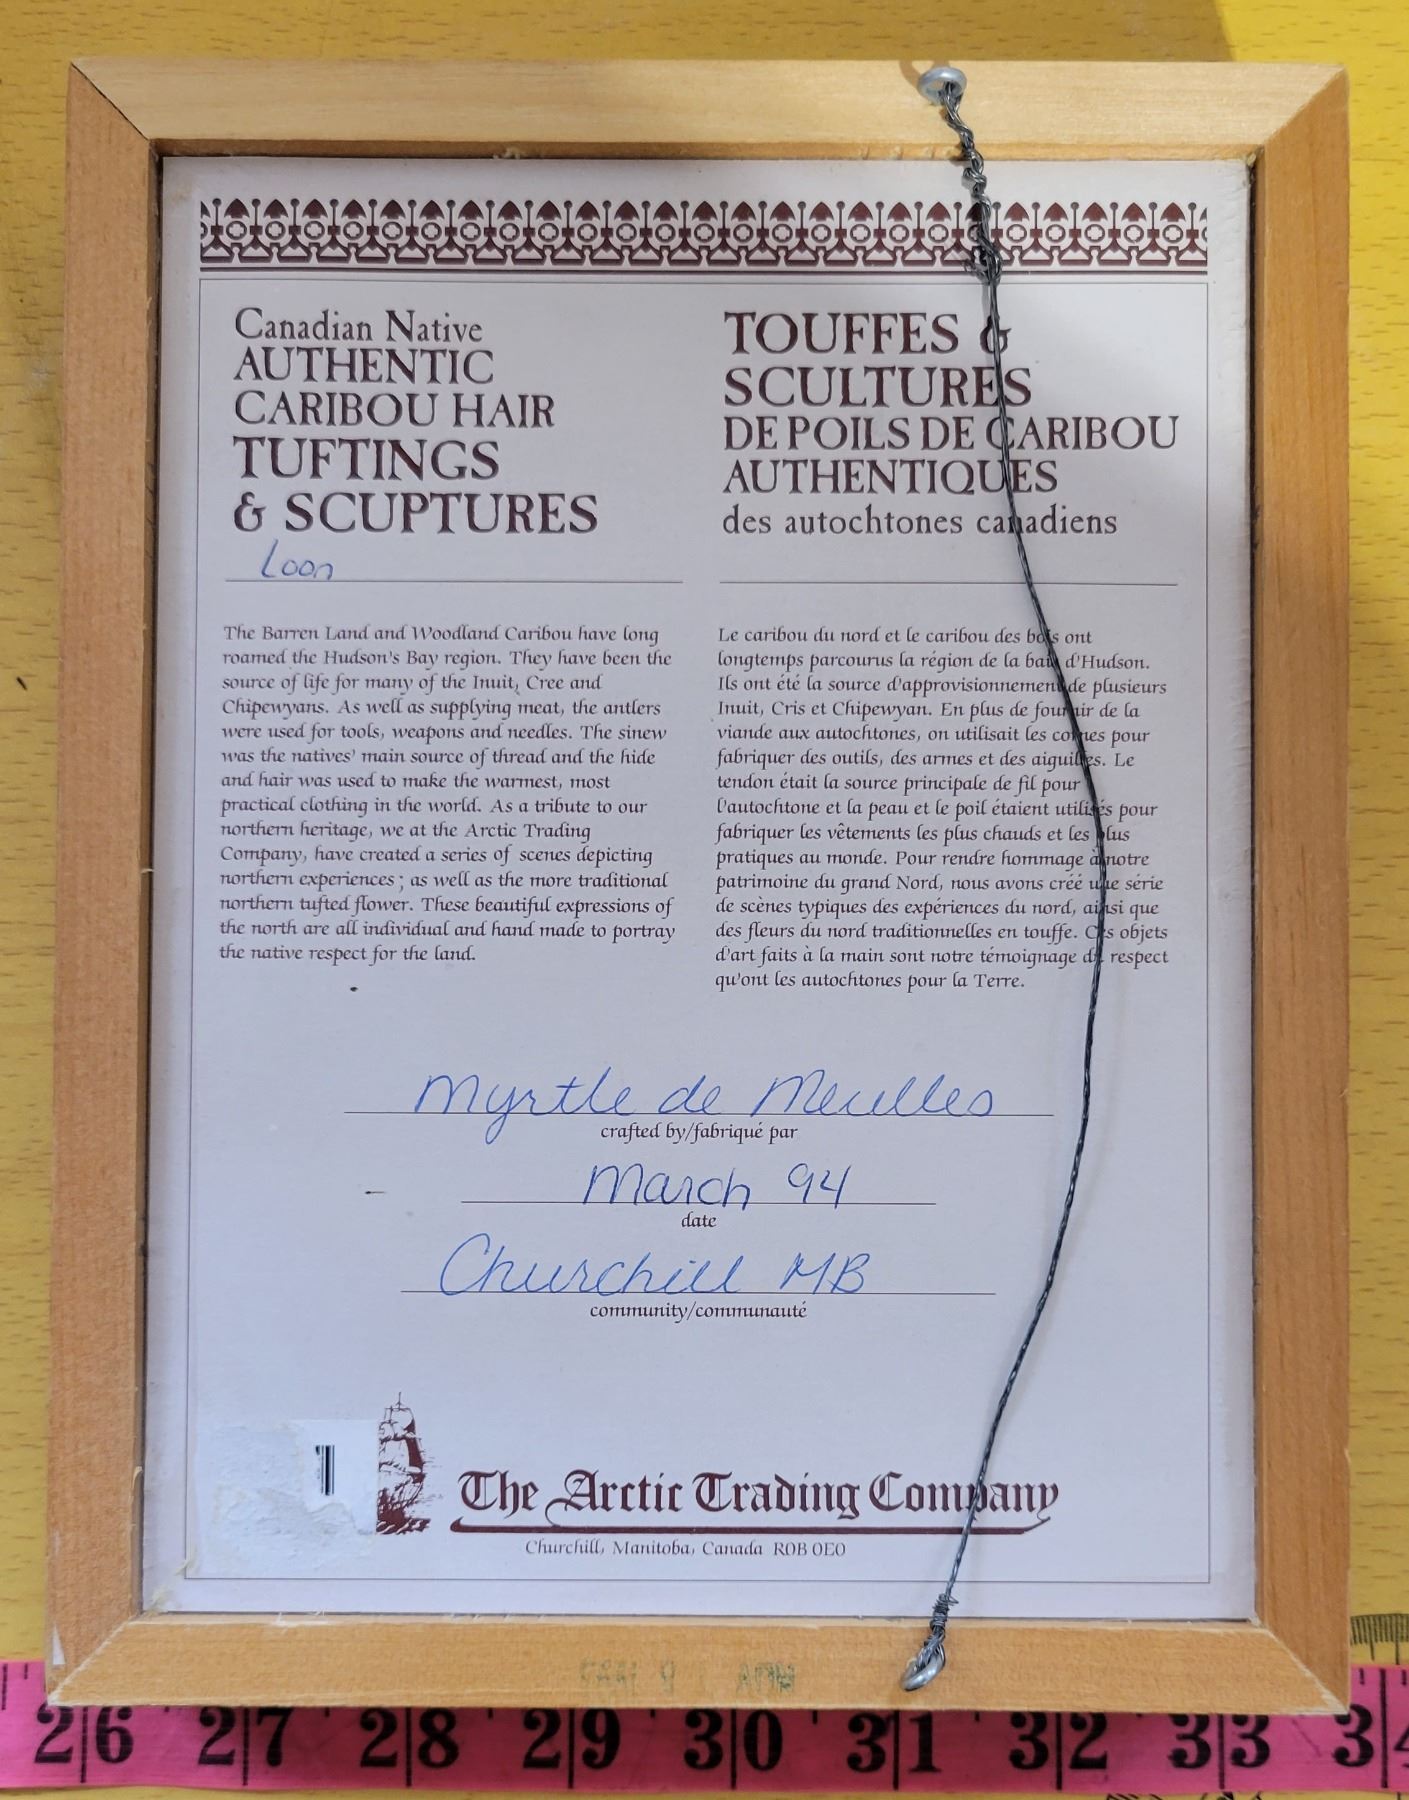 Canadian Native
AUTHENTIC
CARIBOU HAIR
TUFTINGS
& SCUPTURES
Loon
The Barren Land and Woodland Caribou have long
roamed the Hudson's Bay region. They have been the
source of life for many of the Inuit, Cree and
Chipewyans. As well as supplying meat, the antlers
were used for tools, weapons and needles. The sinew
was the natives' main source of thread and the hide
and hair was used to make the warmest, most
practical clothing in the world. As a tribute to our
northern heritage, we at the Arctic Trading
Company, have created a series of scenes depicting
northern experiences; as well as the more traditional
northern tufted flower. These beautiful expressions of
the north are all individual and hand made to portray
the native respect for the land.
TOUFFES &
SCULTURES
DE POILS DE CARIBOU
AUTHENTIQUES
des autochtones canadiens
Le caribou du nord et le caribou des bois ont
longtemps parcourus la région de la baie d'Hudson.
Ils ont été la source d'approvisionnement de plusieurs
Inuit, Cris et Chipewyan. En plus de fournir de la
viande aux autochtones, on utilisait les cornes pour
fabriquer des outils, des armes et des aiguilles. Le
tendon était la source principale de fil pour
l'autochtone et la peau et le poil étaient utilisés pour
fabriquer les vêtements les plus chauds et les plus
pratiques au monde. Pour rendre hommage à notre
patrimoine du grand Nord, nous avons créé une série
de scènes typiques des expériences du nord, ainsi que
des fleurs du nord traditionnelles en touffe. Ces objets
d'art faits à la main sont notre témoignage du respect
qu'ont les autochtones pour la Terre.
Myrtle de Meulles
crafted by/fabriqué par
March 94
date
Churchill MB
community/communauté
The Arctic Trading Company
Churchill, Manitoba, Canada R0B 0E0
26 27 28 29 30 31 32 33 34